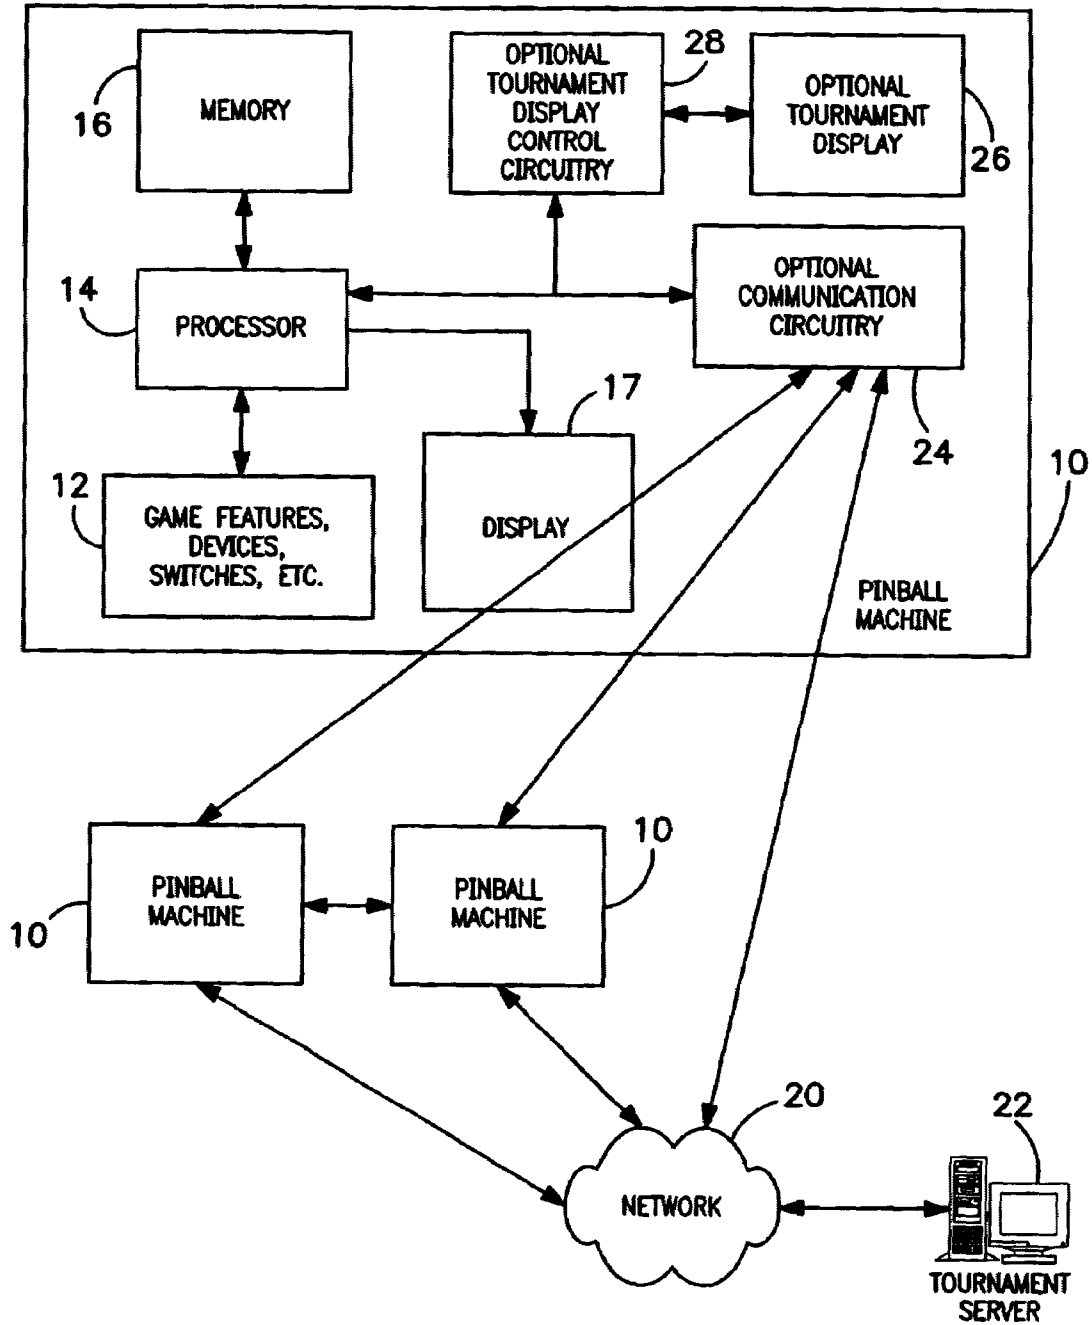 16
MEMORY
OPTIONAL
TOURNAMENT
DISPLAY
CONTROL
CIRCUITRY
28
OPTIONAL
TOURNAMENT
DISPLAY
26
14
PROCESSOR
OPTIONAL
COMMUNICATION
CIRCUITRY
24
12
GAME FEATURES,
DEVICES,
SWITCHES, ETC.
17
DISPLAY
10
PINBALL
MACHINE
10
PINBALL
MACHINE
PINBALL
MACHINE
10
20
NETWORK
22
TOURNAMENT
SERVER